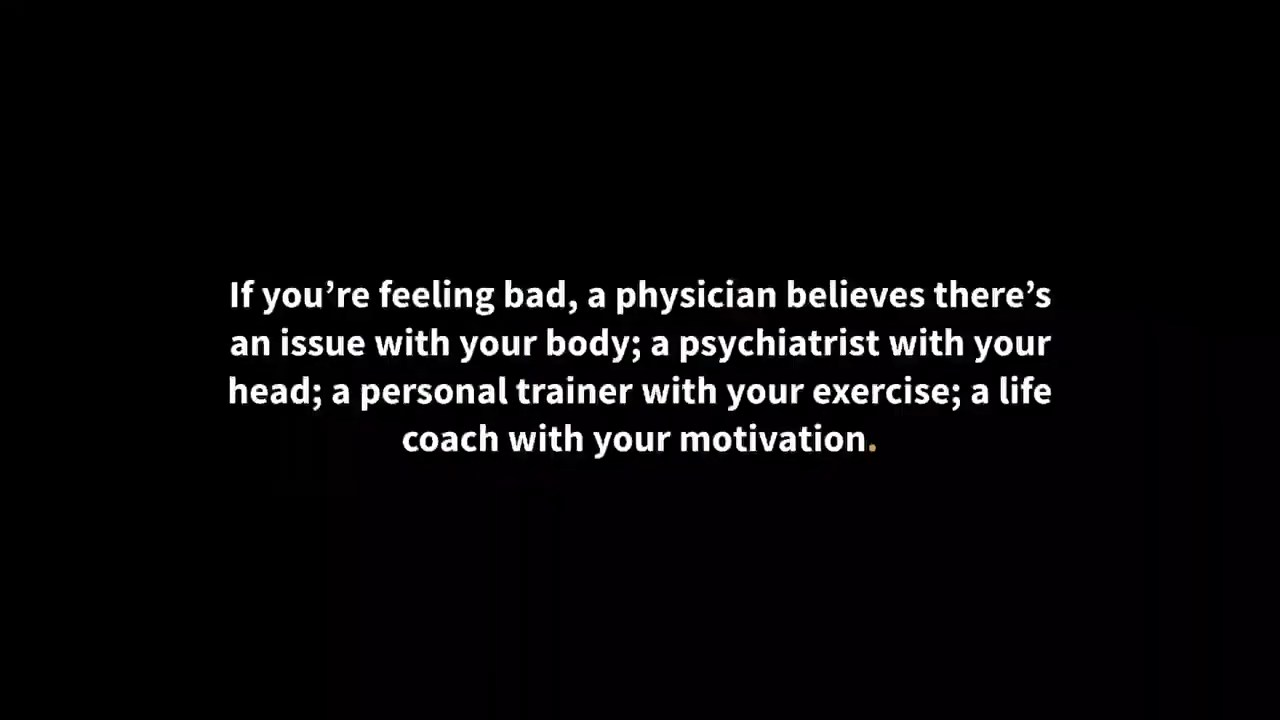 If you’re feeling bad, a physician believes there’s
an issue with your body; a psychiatrist with your
head; a personal trainer with your exercise; a life
coach with your motivation.